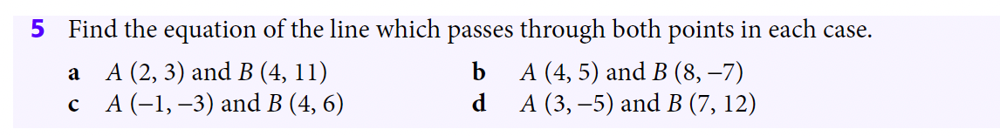 5 Find the equation of the line which passes through both points in each case.
a A (2, 3) and B (4, 11) b A (4, 5) and B (8, –7)
c A (–1, –3) and B (4, 6) d A (3, –5) and B (7, 12)